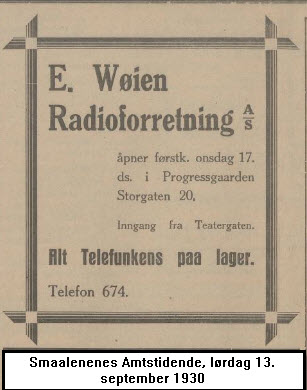 E. Wøien
Radioforretning A/S
åpner førstk. onsdag 17.
ds. i Progressgaarden
Storgaten 20,
Inngang fra Teatergaten.
Alt Telefunkens paa lager.
Telefon 674.
Smaalenenes Amtstidende, lørdag 13.
september 1930